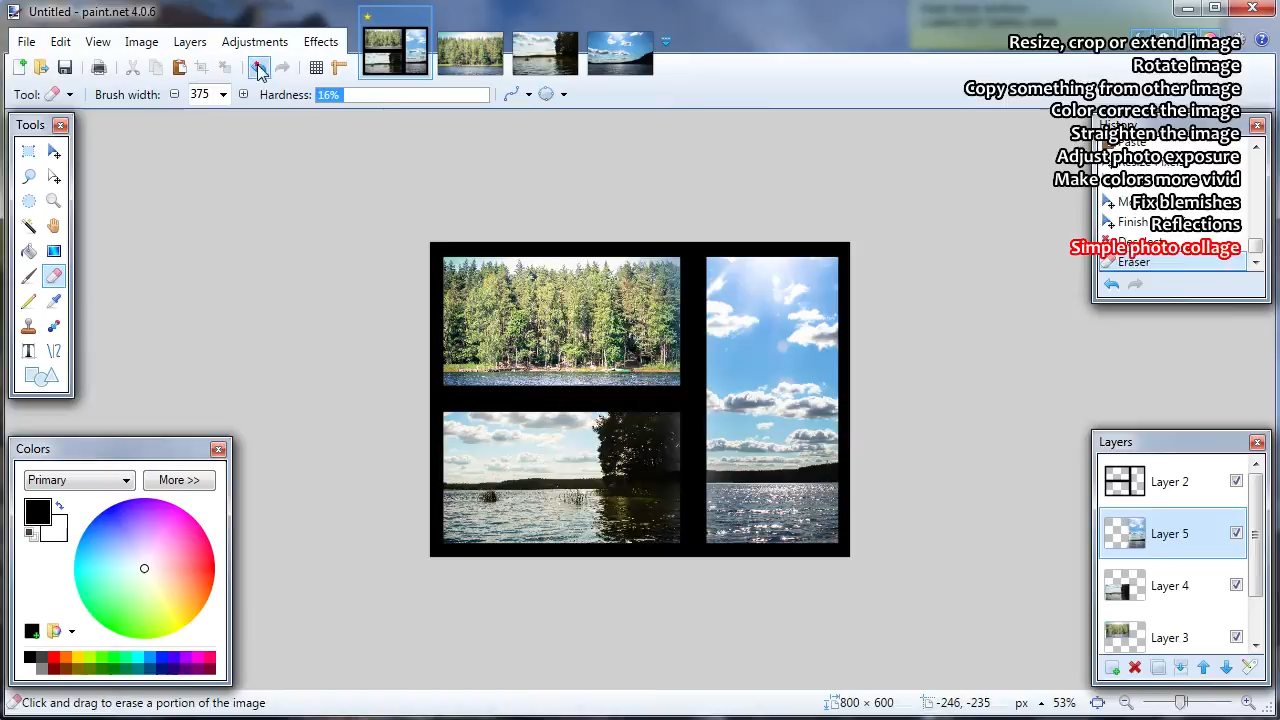 Untitled - paint.net 4.0.6
File Edit View Image Layers Adjustments Effects
Tool: Brush width: 375 Hardness: 16%
Resize, crop or extend image
Rotate image
Copy something from other image
Color correct the image
Straighten the image
Adjust photo exposure
Make colors more vivid
Fix blemishes
Reflections
Simple photo collage
Tools
History
Paste
Finish
Eraser
Colors
Primary
More >>
Layers
Layer 2
Layer 5
Layer 4
Layer 3
Click and drag to erase a portion of the image
800 × 600
-246, -235
px
53%